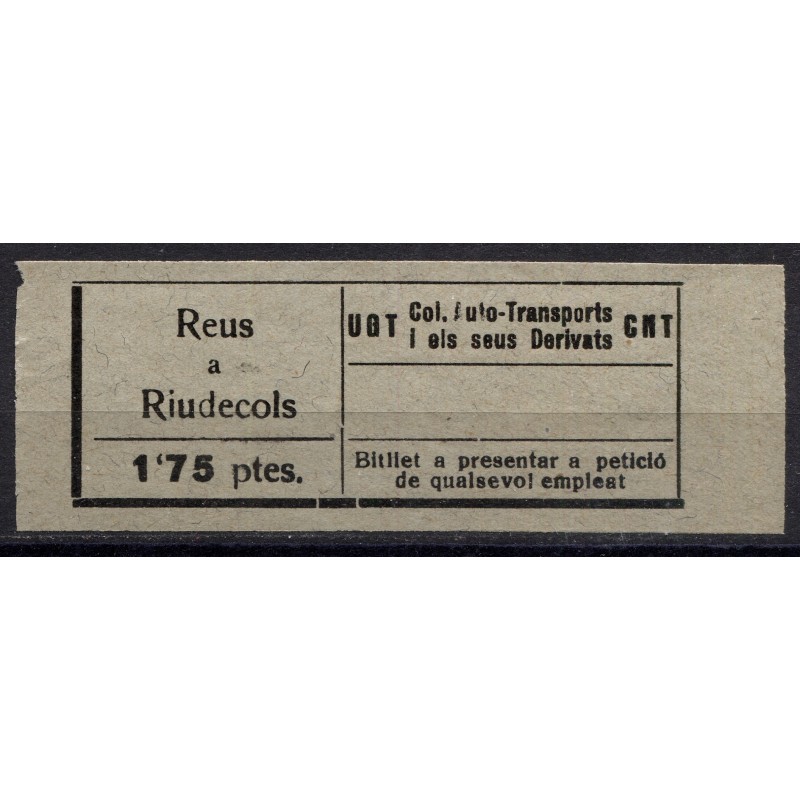 Reus
a
Riudecols
1'75 ptes.
UGT Col. Auto-Transports CNT
i els seus Derivats
Bitllet a presentar a petició
de qualsevol empleat